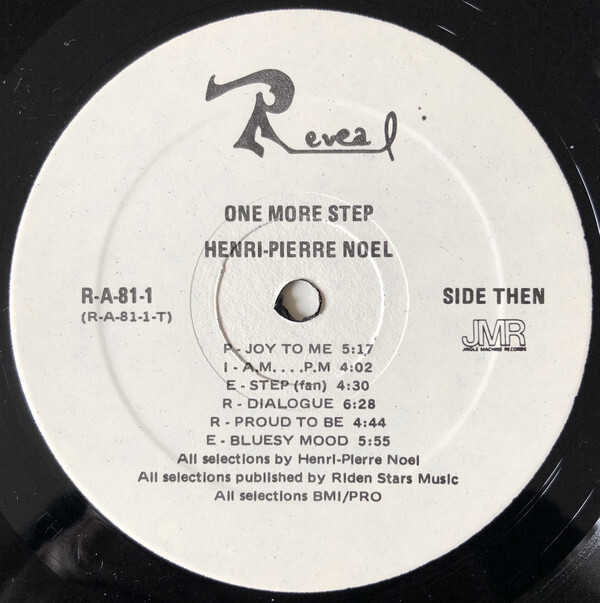 Reveal
ONE MORE STEP
HENRI-PIERRE NOEL
R-A-81-1
(R-A-81-1-T)
SIDE THEN
JMR
JINGLE MACHINE RECORDS
P - JOY TO ME 5:17
I - A.M. . . . P.M 4:02
E - STEP (fan) 4:30
R - DIALOGUE 6:28
R - PROUD TO BE 4:44
E - BLUESY MOOD 5:55
All selections by Henri-Pierre Noel
All selections published by Riden Stars Music
All selections BMI/PRO